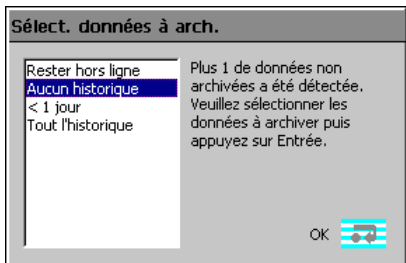 Sélect. données à arch.
Rester hors ligne
Aucun historique
< 1 jour
Tout l'historique
Plus 1 de données non
archivées a été détectée.
Veuillez sélectionner les
données à archiver puis
appuyez sur Entrée.
OK